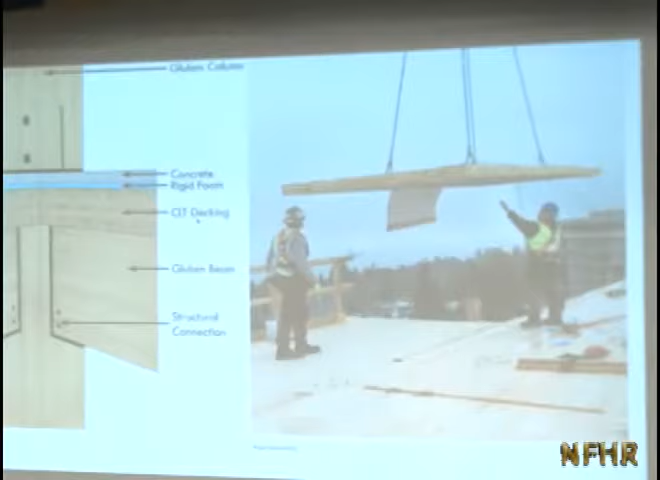 Glulam Column
Concrete
Rigid Foam
CLT Decking
Glulam Beam
Structural
Connection
NFHR